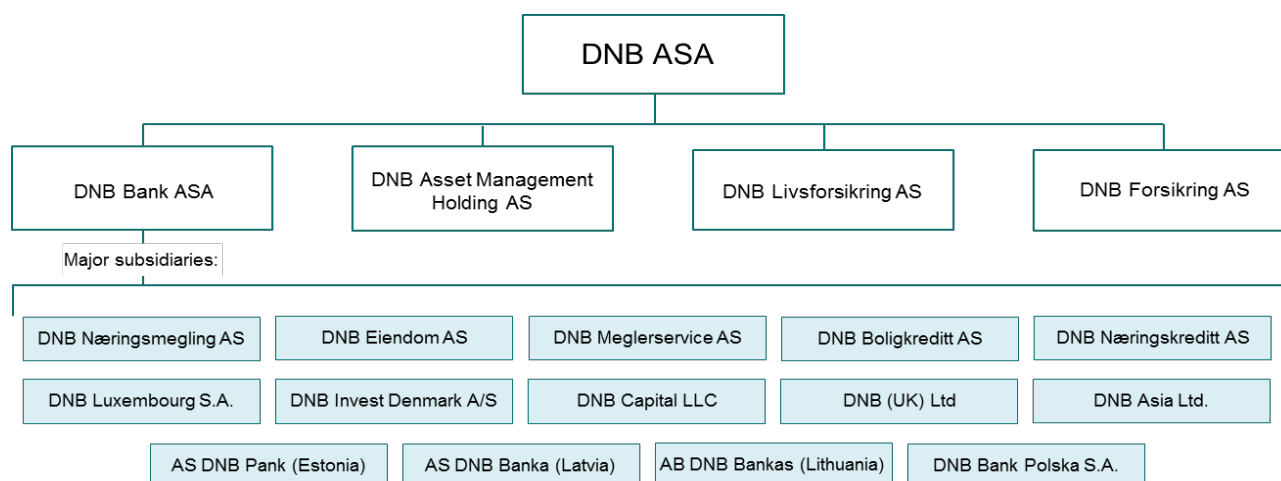 DNB ASA
DNB Bank ASA
DNB Asset Management
Holding AS
DNB Livsforsikring AS
DNB Forsikring AS
Major subsidiaries:
DNB Næringsmegling AS
DNB Eiendom AS
DNB Meglerservice AS
DNB Boligkreditt AS
DNB Næringskreditt AS
DNB Luxembourg S.A.
DNB Invest Denmark A/S
DNB Capital LLC
DNB (UK) Ltd
DNB Asia Ltd.
AS DNB Pank (Estonia)
AS DNB Banka (Latvia)
AB DNB Bankas (Lithuania)
DNB Bank Polska S.A.